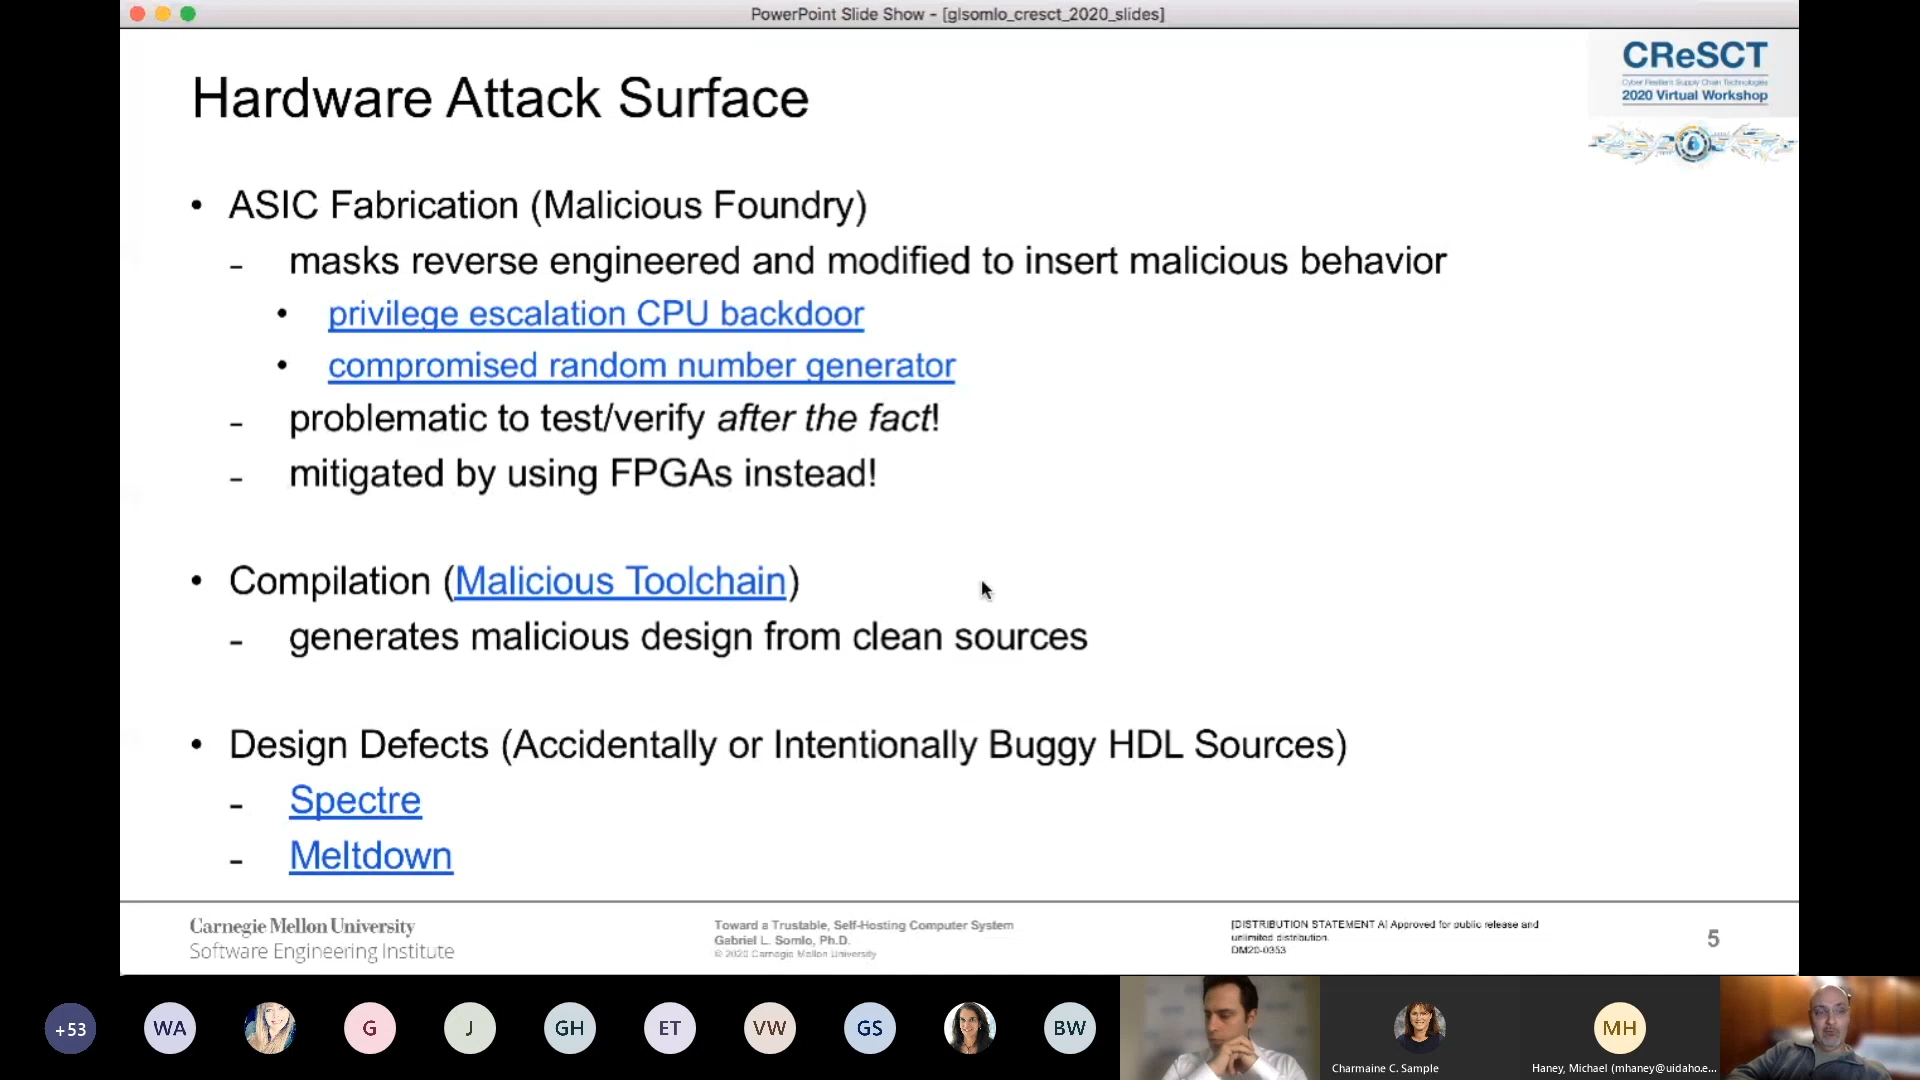 PowerPoint Slide Show - [glsomlo_cresct_2020_slides]
CReSCT
Cyber Resilient Supply Chain Technologies
2020 Virtual Workshop
Hardware Attack Surface
• ASIC Fabrication (Malicious Foundry)
- masks reverse engineered and modified to insert malicious behavior
• privilege escalation CPU backdoor
• compromised random number generator
- problematic to test/verify after the fact!
- mitigated by using FPGAs instead!
• Compilation (Malicious Toolchain)
- generates malicious design from clean sources
• Design Defects (Accidentally or Intentionally Buggy HDL Sources)
- Spectre
- Meltdown
Carnegie Mellon University
Software Engineering Institute
Toward a Trustable, Self-Hosting Computer System
Gabriel L. Somlo, Ph.D.
© 2020 Carnegie Mellon University
[DISTRIBUTION STATEMENT A] Approved for public release and
unlimited distribution.
DM20-0353
5
+53
WA
G
J
GH
ET
VW
GS
BW
MH
Charmaine C. Sample
Haney, Michael (mhaney@uidaho.e...